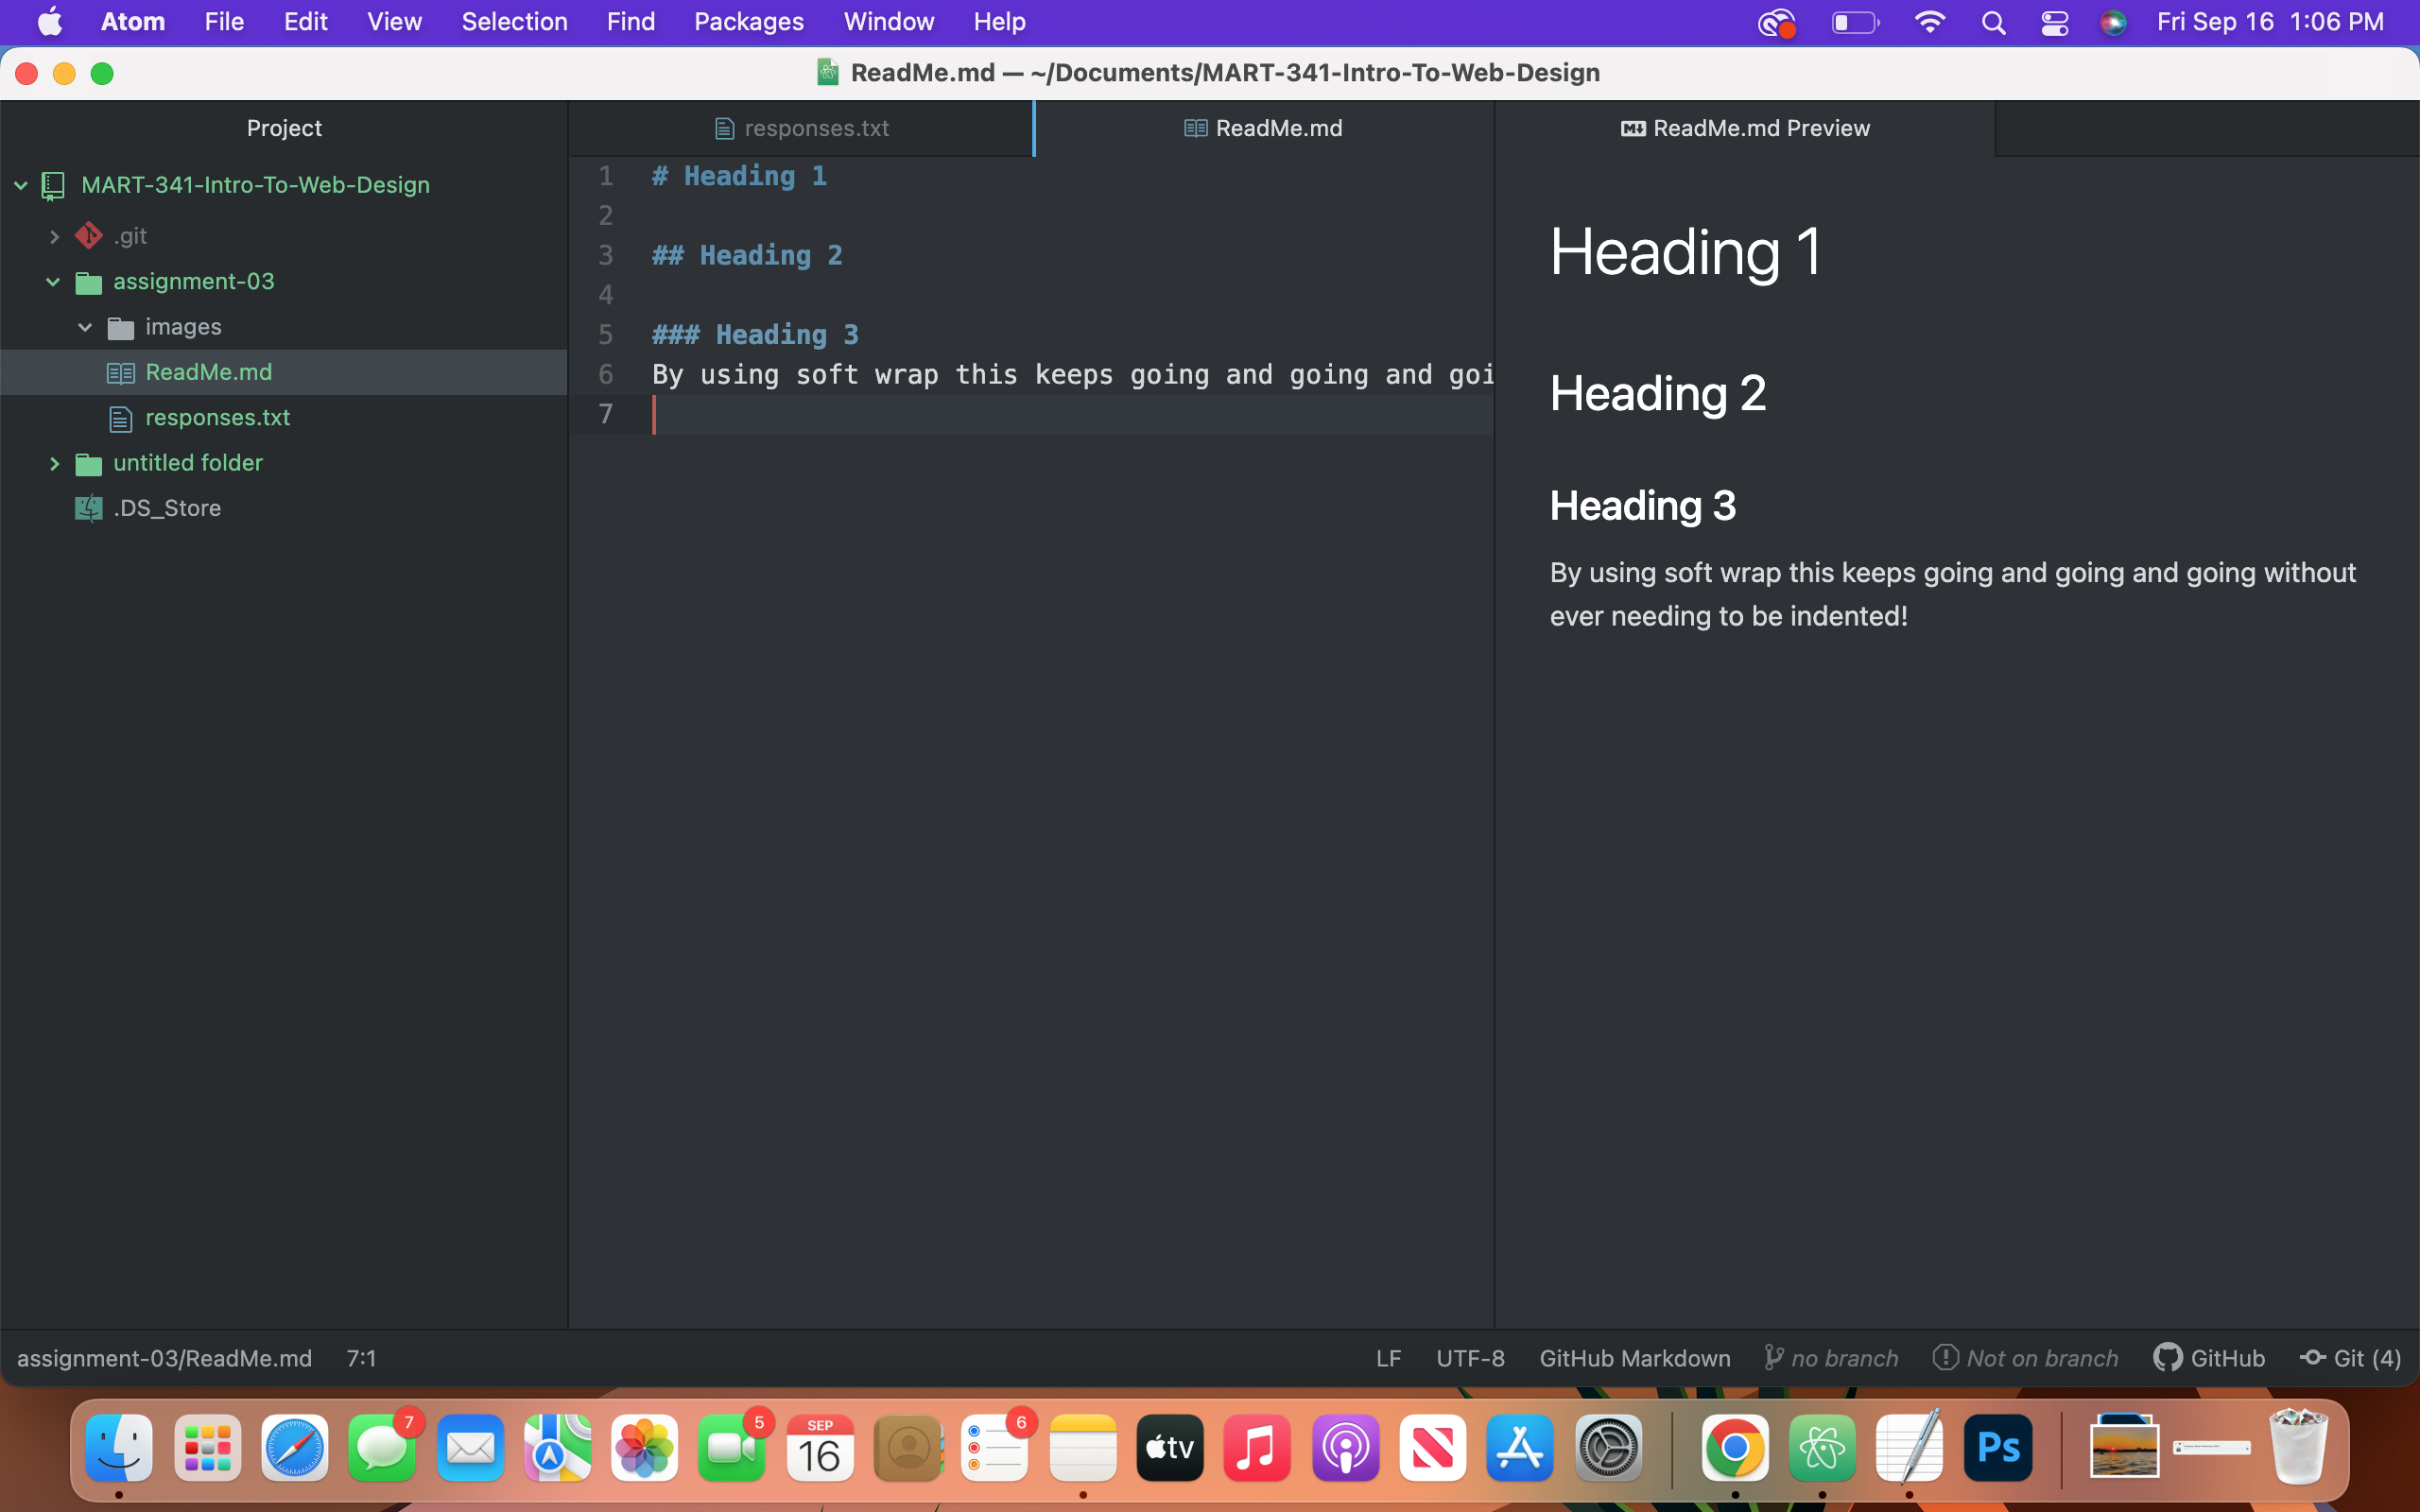 Atom File Edit View Selection Find Packages Window Help Fri Sep 16 1:06 PM
ReadMe.md — ~/Documents/MART-341-Intro-To-Web-Design
Project
MART-341-Intro-To-Web-Design
.git
assignment-03
images
ReadMe.md
responses.txt
untitled folder
.DS_Store
responses.txt
ReadMe.md
1 # Heading 1
2
3 ## Heading 2
4
5 ### Heading 3
6 By using soft wrap this keeps going and going and goi
7
ReadMe.md Preview
Heading 1
Heading 2
Heading 3
By using soft wrap this keeps going and going and going without
ever needing to be indented!
assignment-03/ReadMe.md 7:1 LF UTF-8 GitHub Markdown no branch Not on branch GitHub Git (4)
7 5 SEP 6
16 tv Ps